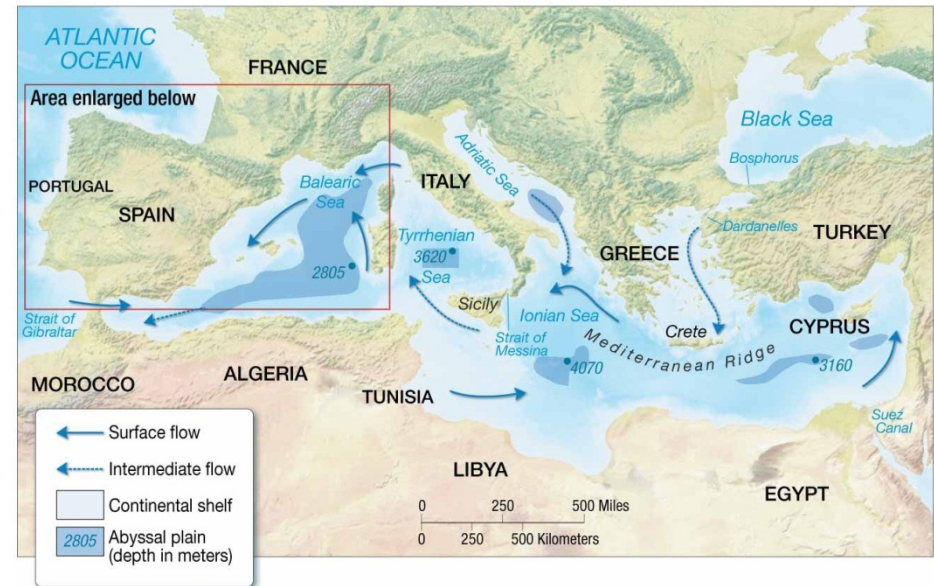 ATLANTIC
OCEAN
FRANCE
Area enlarged below
Black Sea
Bosphorus
Adriatic Sea
ITALY
PORTUGAL
SPAIN
Balearic
Sea
Dardanelles
TURKEY
Tyrrhenian
3620
Sea
GREECE
2805
Sicily
Ionian Sea
Crete
CYPRUS
Strait of
Gibraltar
Strait of
Messina
Mediterranean Ridge
4070
3160
MOROCCO
ALGERIA
TUNISIA
Suez
Canal
LIBYA
EGYPT
Surface flow
Intermediate flow
Continental shelf
2805 Abyssal plain
(depth in meters)
0 250 500 Miles
0 250 500 Kilometers